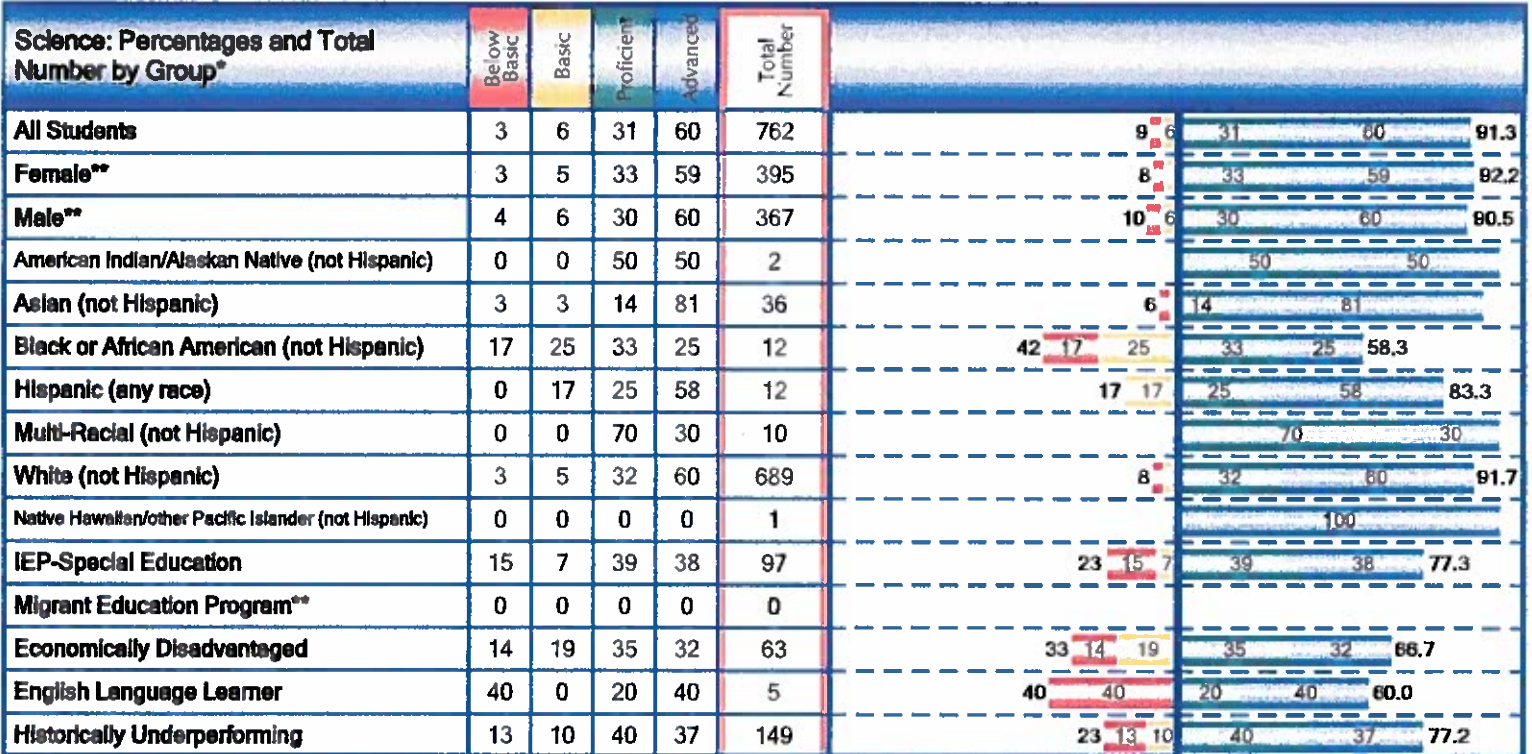 Science: Percentages and Total
Number by Group*
Below
Basic
Basic
Proficient
Advanced
Total
Number
All Students 3 6 31 60 762 9 6 31 60 91.3
Female** 3 5 33 59 395 8 33 59 92.2
Male** 4 6 30 60 367 10 6 30 60 90.5
American Indian/Alaskan Native (not Hispanic) 0 0 50 50 2 50 50
Asian (not Hispanic) 3 3 14 81 36 6 14 81
Black or African American (not Hispanic) 17 25 33 25 12 42 17 25 33 25 58.3
Hispanic (any race) 0 17 25 58 12 17 17 25 58 83.3
Multi-Racial (not Hispanic) 0 0 70 30 10 70 30
White (not Hispanic) 3 5 32 60 689 8 32 60 91.7
Native Hawaiian/other Pacific Islander (not Hispanic) 0 0 0 0 1 100
IEP-Special Education 15 7 39 38 97 23 15 7 39 38 77.3
Migrant Education Program** 0 0 0 0 0
Economically Disadvantaged 14 19 35 32 63 33 14 19 35 32 66.7
English Language Learner 40 0 20 40 5 40 40 20 40 60.0
Historically Underperforming 13 10 40 37 149 23 13 10 40 37 77.2